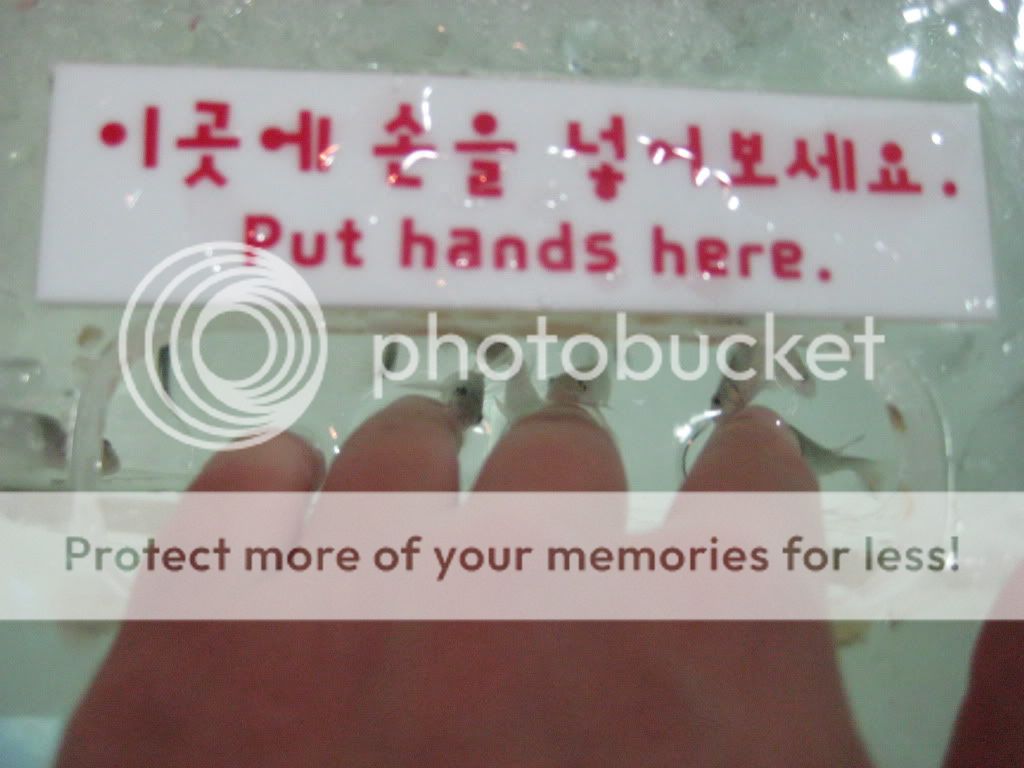 이곳에 손을 넣어보세요.
Put hands here.
photobucket
Protect more of your memories for less!